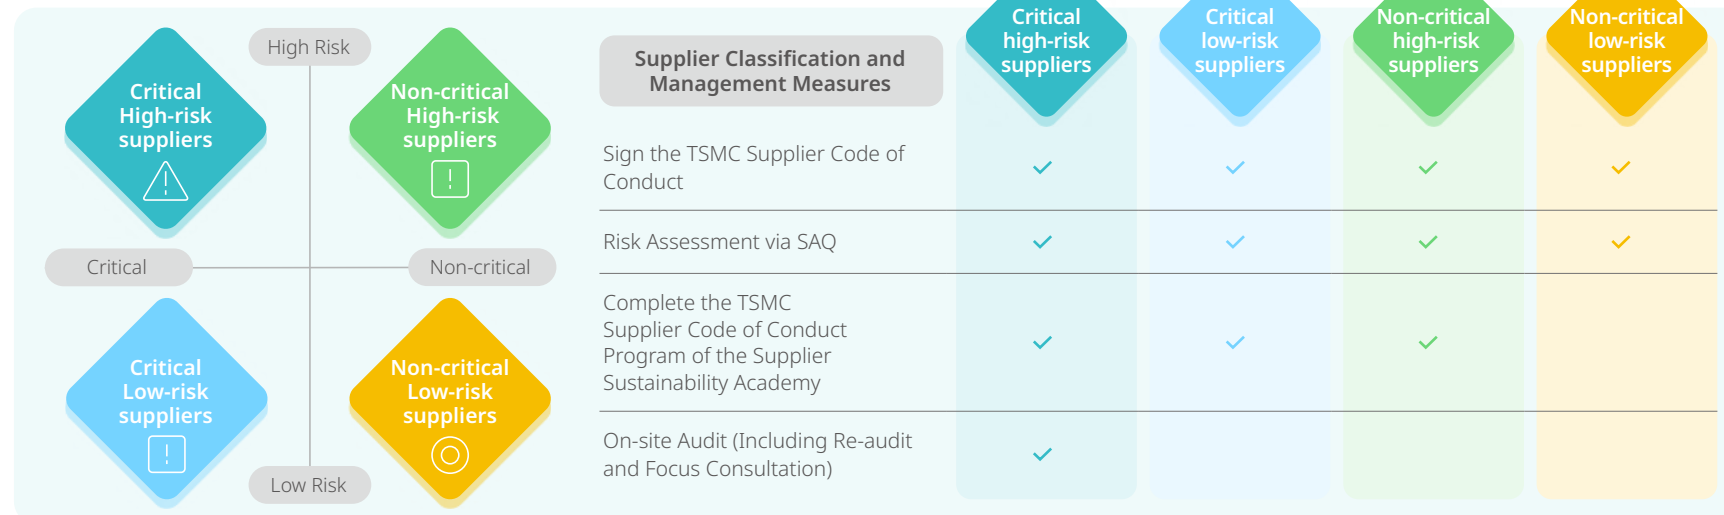 High Risk
Critical
High-risk
suppliers
Non-critical
High-risk
suppliers
Critical
Non-critical
Critical
Low-risk
suppliers
Non-critical
Low-risk
suppliers
Low Risk
Supplier Classification and
Management Measures
Critical
high-risk
suppliers
Critical
low-risk
suppliers
Non-critical
high-risk
suppliers
Non-critical
low-risk
suppliers
Sign the TSMC Supplier Code of
Conduct
Risk Assessment via SAQ
Complete the TSMC
Supplier Code of Conduct
Program of the Supplier
Sustainability Academy
On-site Audit (Including Re-audit
and Focus Consultation)